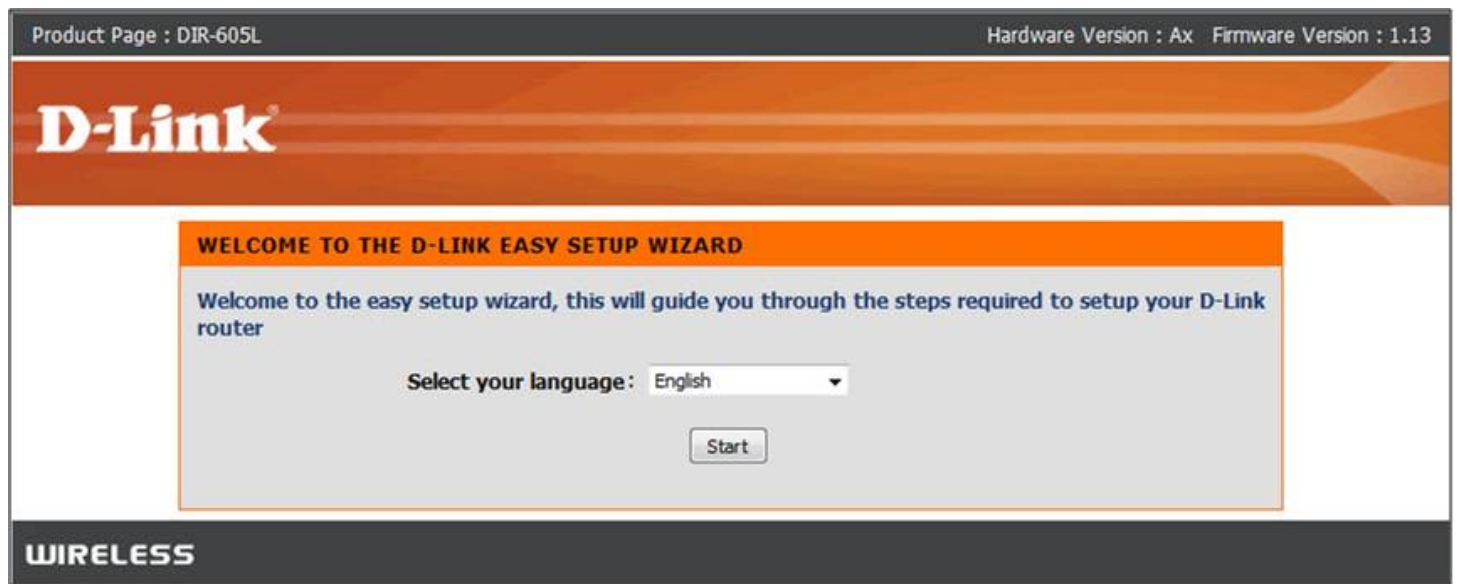 Product Page : DIR-605L Hardware Version : Ax Firmware Version : 1.13
D-Link®
WELCOME TO THE D-LINK EASY SETUP WIZARD
Welcome to the easy setup wizard, this will guide you through the steps required to setup your D-Link
router
Select your language : English
Start
WIRELESS